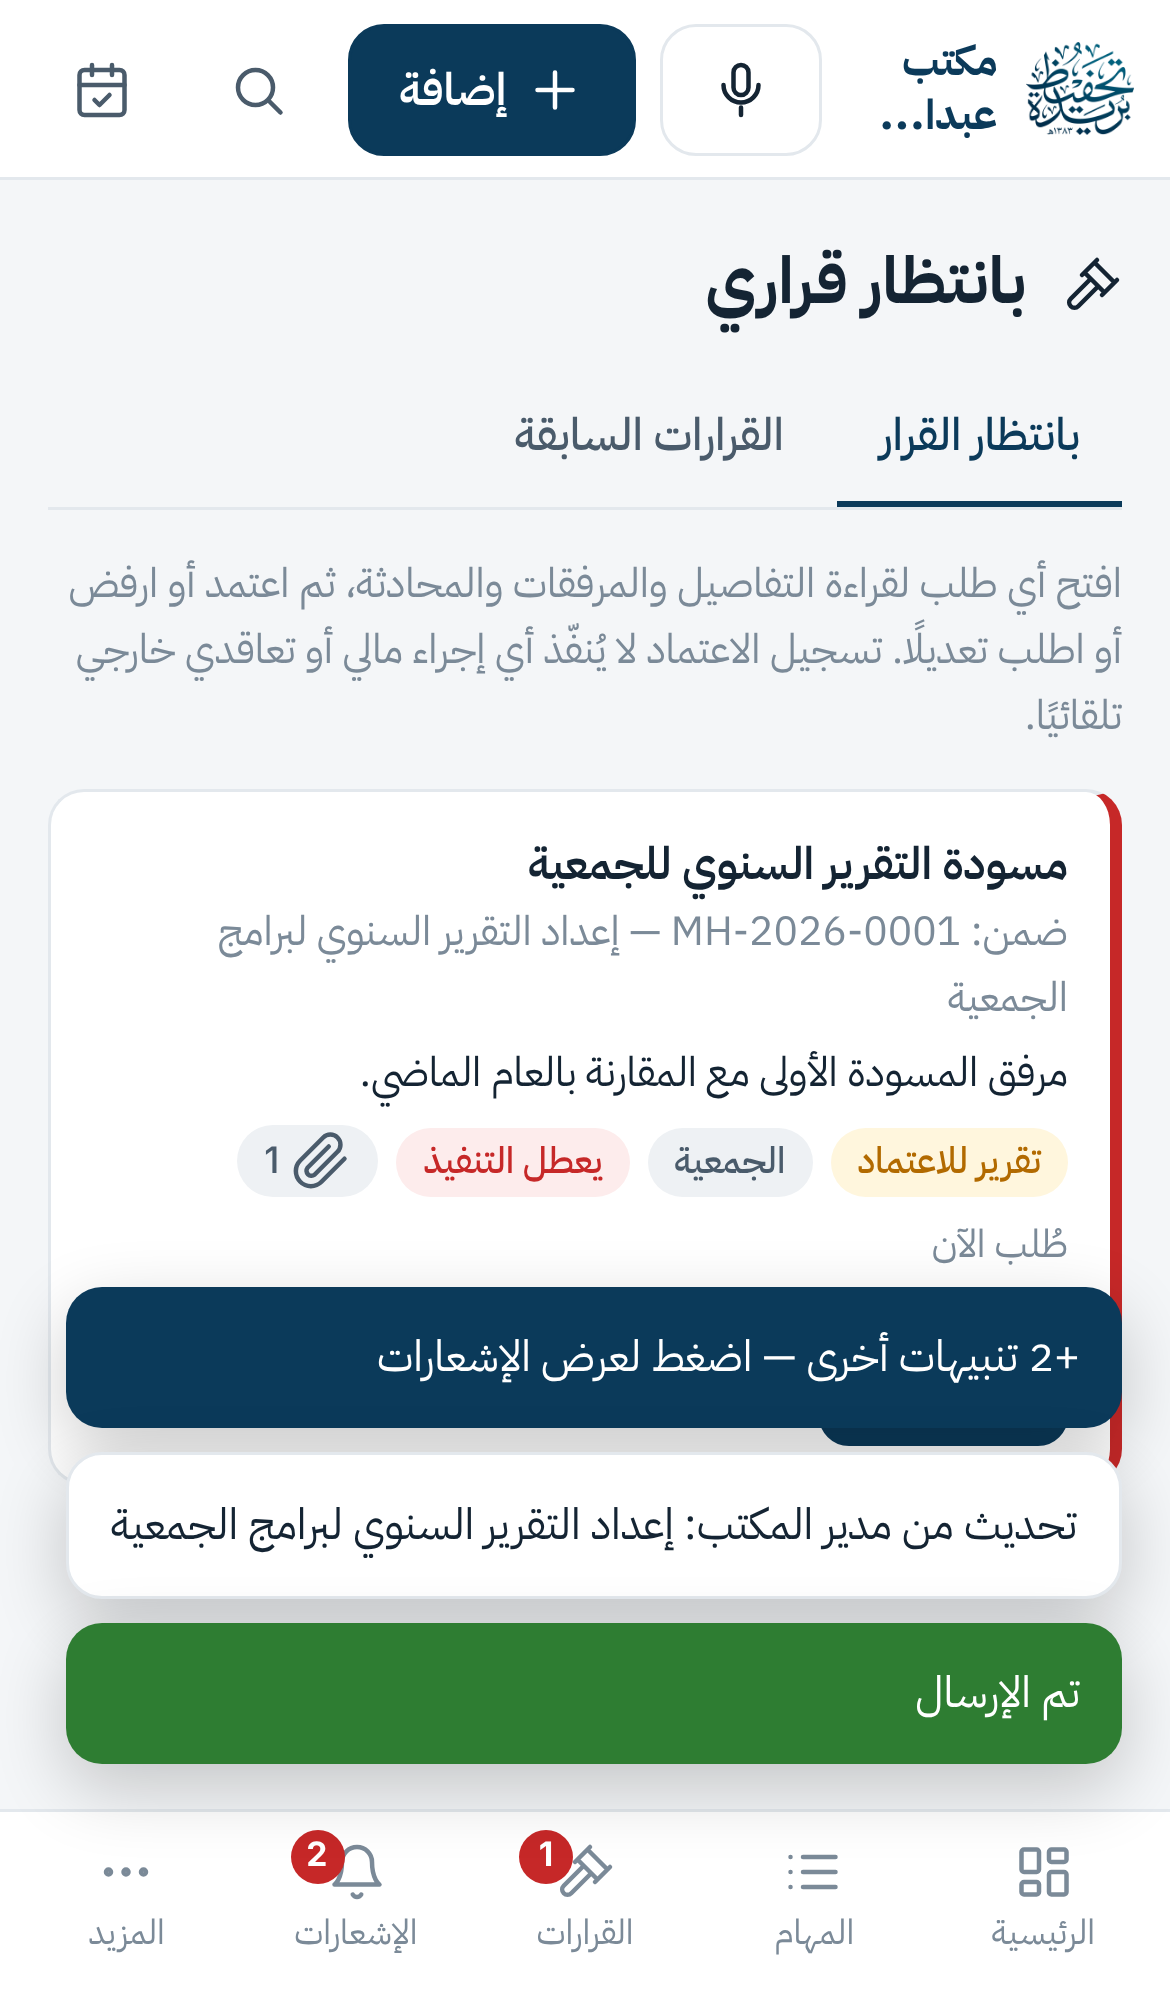 تحفيظ
بريدة
١٣٨٣هـ
مكتب
عبدا...
إضافة
بانتظار قراري
بانتظار القرار
القرارات السابقة
افتح أي طلب لقراءة التفاصيل والمرفقات والمحادثة، ثم اعتمد أو ارفض
أو اطلب تعديلًا. تسجيل الاعتماد لا يُنفّذ أي إجراء مالي أو تعاقدي خارجي
تلقائيًا.
مسودة التقرير السنوي للجمعية
ضمن: MH-2026-0001 — إعداد التقرير السنوي لبرامج
الجمعية
مرفق المسودة الأولى مع المقارنة بالعام الماضي.
تقرير للاعتماد
الجمعية
يعطل التنفيذ
1
طُلب الآن
+2 تنبيهات أخرى — اضغط لعرض الإشعارات
تحديث من مدير المكتب: إعداد التقرير السنوي لبرامج الجمعية
تم الإرسال
الرئيسية
المهام
1
القرارات
2
الإشعارات
المزيد